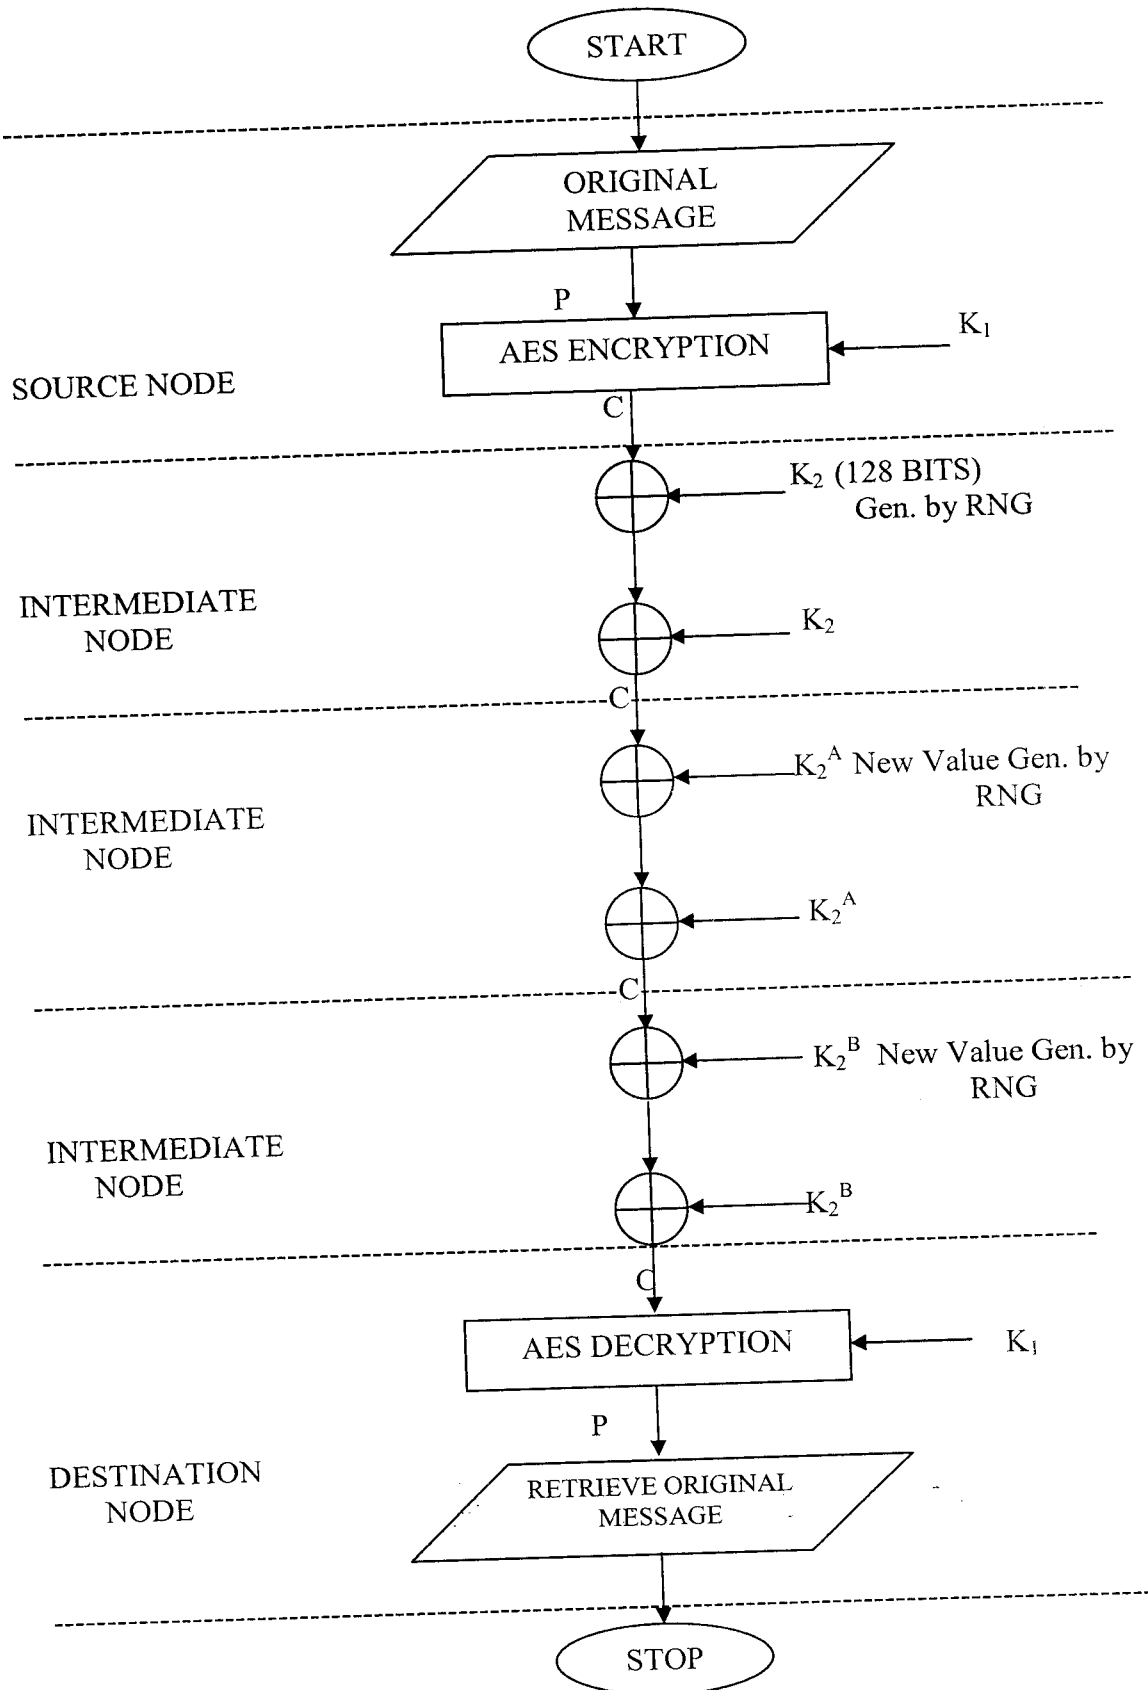 START
ORIGINAL
MESSAGE
P
AES ENCRYPTION
K₁
SOURCE NODE
C
K₂ (128 BITS)
Gen. by RNG
INTERMEDIATE
NODE
K₂
C
K₂ᴬ New Value Gen. by
RNG
INTERMEDIATE
NODE
K₂ᴬ
C
K₂ᴮ New Value Gen. by
RNG
INTERMEDIATE
NODE
K₂ᴮ
C
AES DECRYPTION
K₁
P
DESTINATION
NODE
RETRIEVE ORIGINAL
MESSAGE
STOP